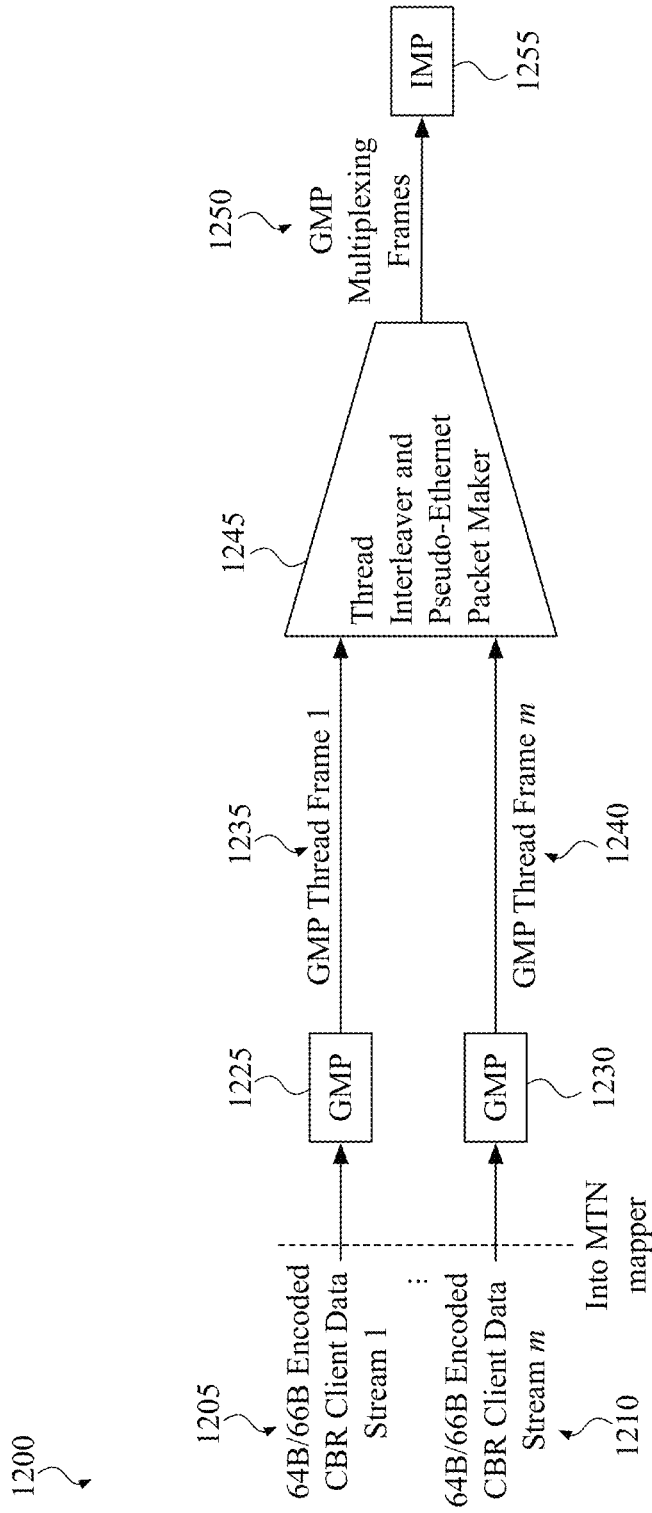 1200
1205
64B/66B Encoded
CBR Client Data
Stream 1
⋮
64B/66B Encoded
CBR Client Data
Stream m
1210
Into MTN
mapper
1225
GMP
GMP
1230
1235
GMP Thread Frame 1
GMP Thread Frame m
1240
1245
Thread
Interleaver and
Pseudo-Ethernet
Packet Maker
1250
GMP
Multiplexing
Frames
IMP
1255